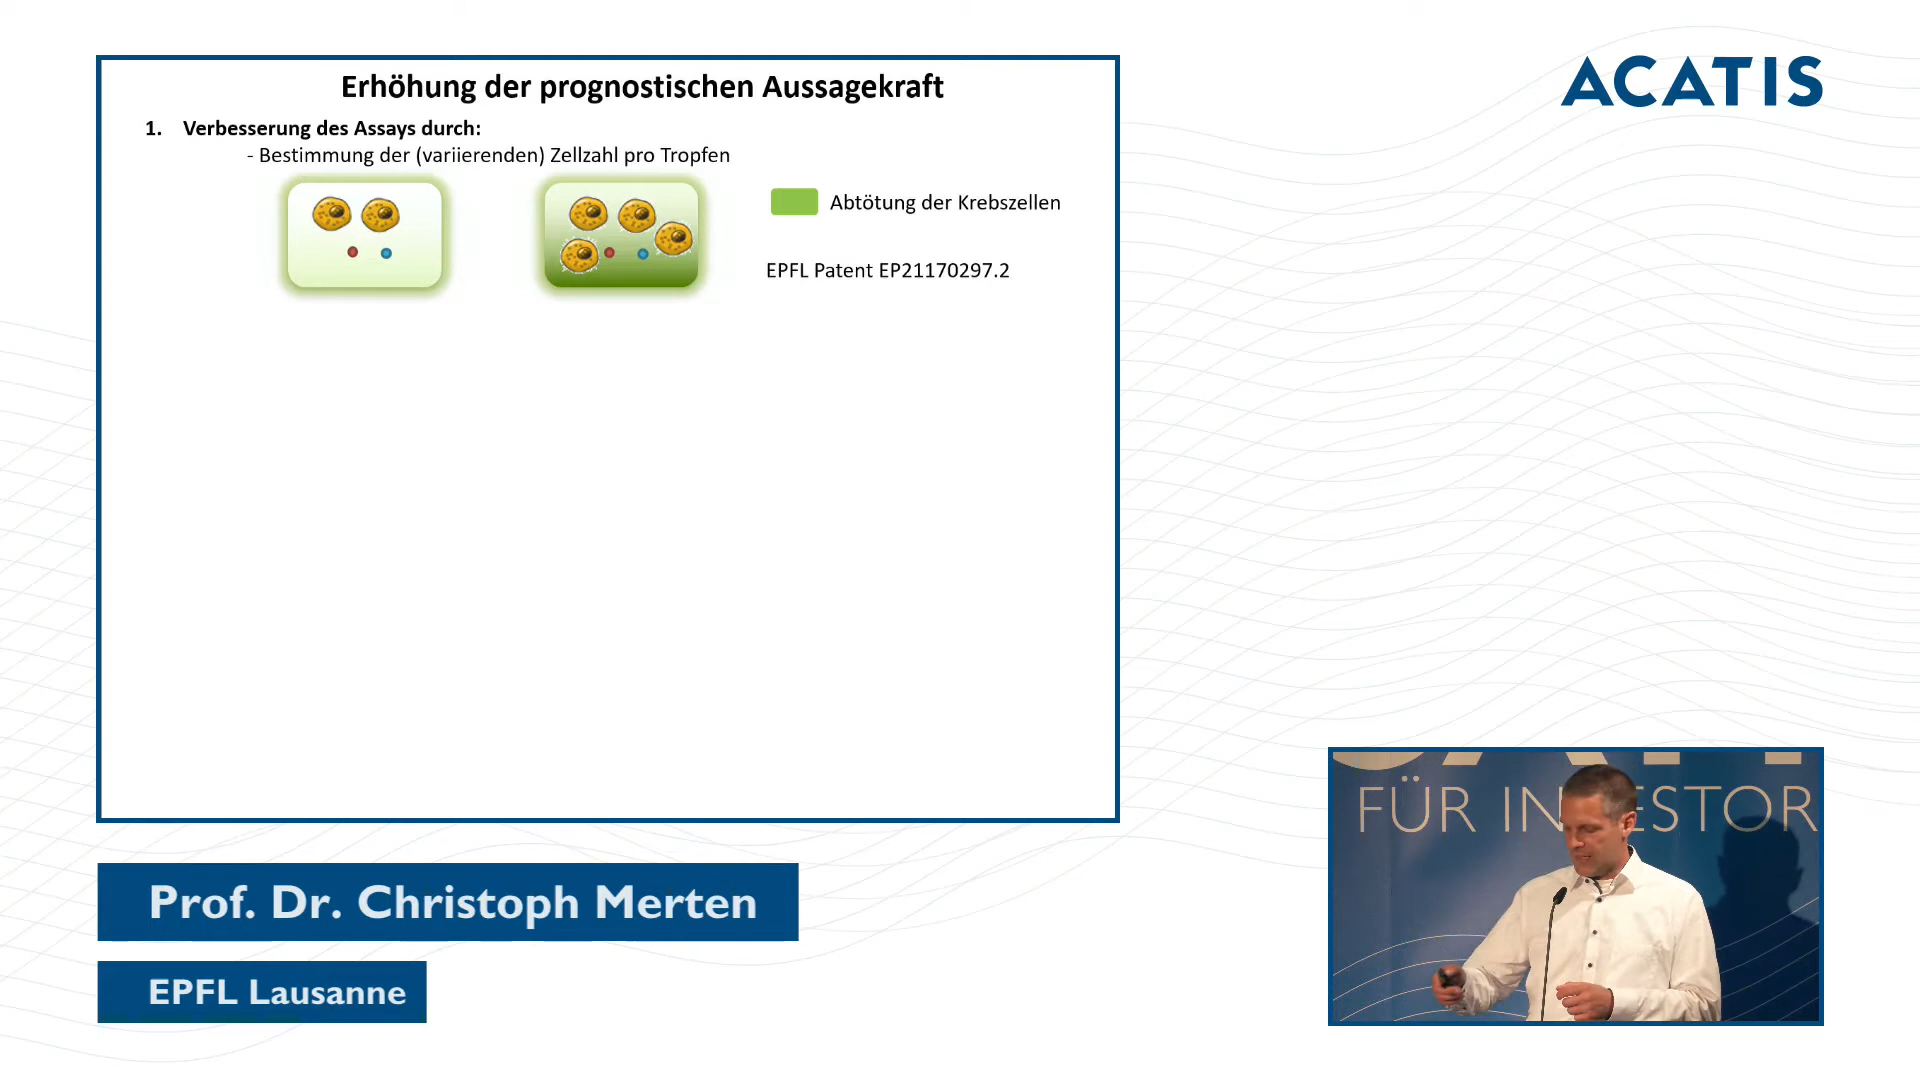 ACATIS
Erhöhung der prognostischen Aussagekraft
1. Verbesserung des Assays durch:
- Bestimmung der (variierenden) Zellzahl pro Tropfen
Abtötung der Krebszellen
EPFL Patent EP21170297.2
FÜR IN ESTOR
Prof. Dr. Christoph Merten
EPFL Lausanne